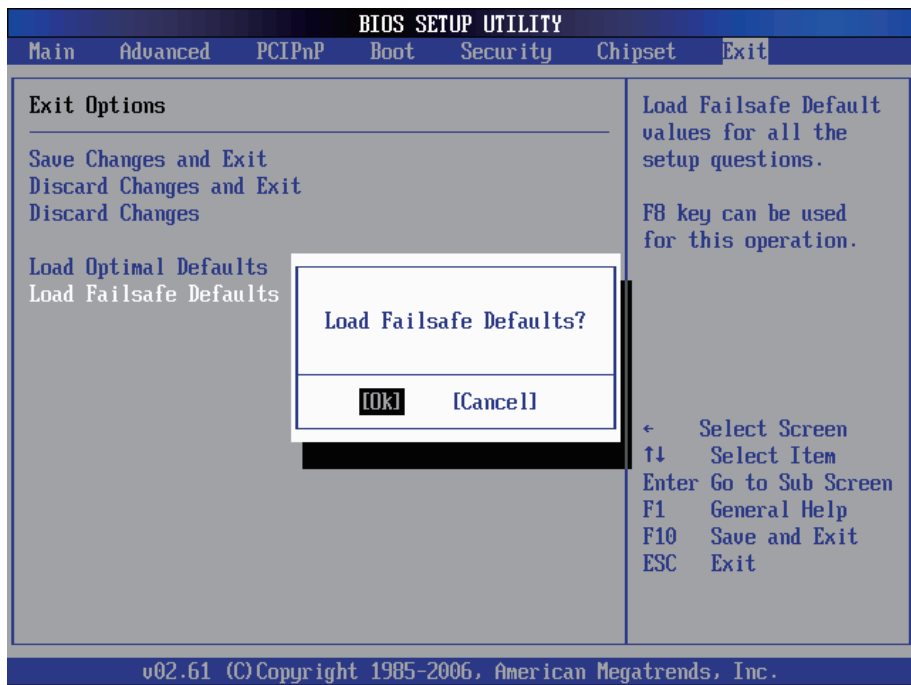 BIOS SETUP UTILITY
Main Advanced PCIPnP Boot Security Chipset Exit
Exit Options
Save Changes and Exit
Discard Changes and Exit
Discard Changes
Load Optimal Defaults
Load Failsafe Defaults
Load Failsafe Defaults?
[Ok] [Cancel]
Load Failsafe Default
values for all the
setup questions.
F8 key can be used
for this operation.
← Select Screen
↑↓ Select Item
Enter Go to Sub Screen
F1 General Help
F10 Save and Exit
ESC Exit
v02.61 (C)Copyright 1985-2006, American Megatrends, Inc.